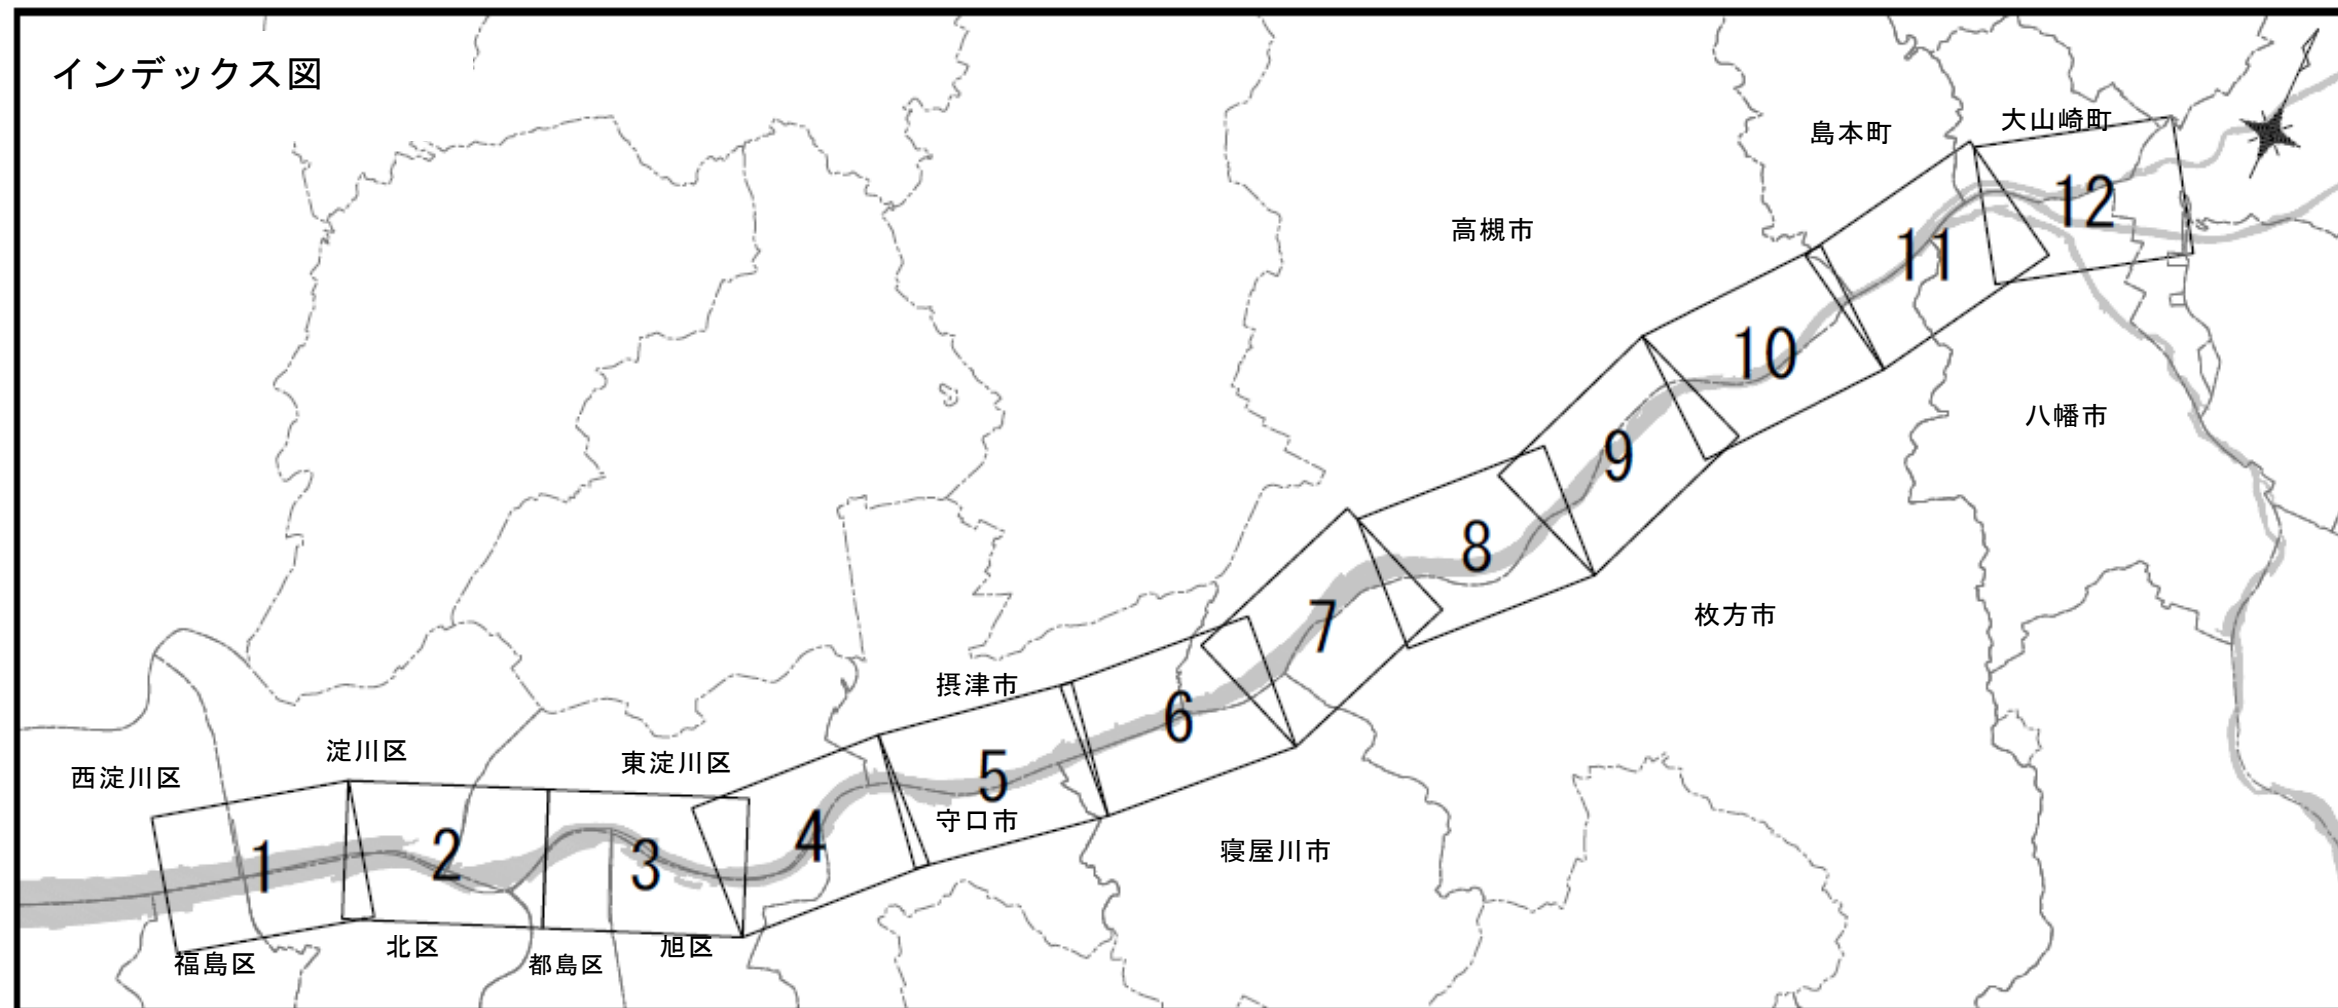 インデックス図
大山崎町
島本町
12
高槻市
11
10
八幡市
9
8
枚方市
7
摂津市
6
淀川区
東淀川区
西淀川区
5
守口市
4
寝屋川市
1
2
3
福島区
北区
都島区
旭区